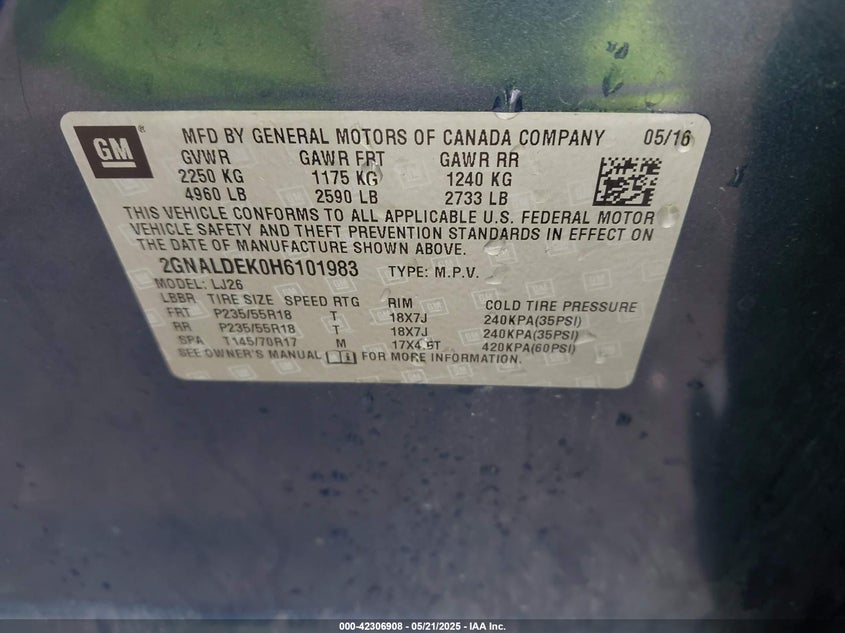 GM ®
MFD BY GENERAL MOTORS OF CANADA COMPANY 05/16
GVWR GAWR FRT GAWR RR
2250 KG 1175 KG 1240 KG
4960 LB 2590 LB 2733 LB
THIS VEHICLE CONFORMS TO ALL APPLICABLE U.S. FEDERAL MOTOR
VEHICLE SAFETY AND THEFT PREVENTION STANDARDS IN EFFECT ON
THE DATE OF MANUFACTURE SHOWN ABOVE.
2GNALDEK0H6101983 TYPE: M.P.V.
MODEL: LJ26
LBBR TIRE SIZE SPEED RTG RIM COLD TIRE PRESSURE
FRT P235/55R18 T 18X7J 240KPA(35PSI)
RR P235/55R18 T 18X7J 240KPA(35PSI)
SPA T145/70R17 M 17X4.5T 420KPA(60PSI)
SEE OWNER'S MANUAL FOR MORE INFORMATION.
000-42306908 - 05/21/2025 - IAA Inc.